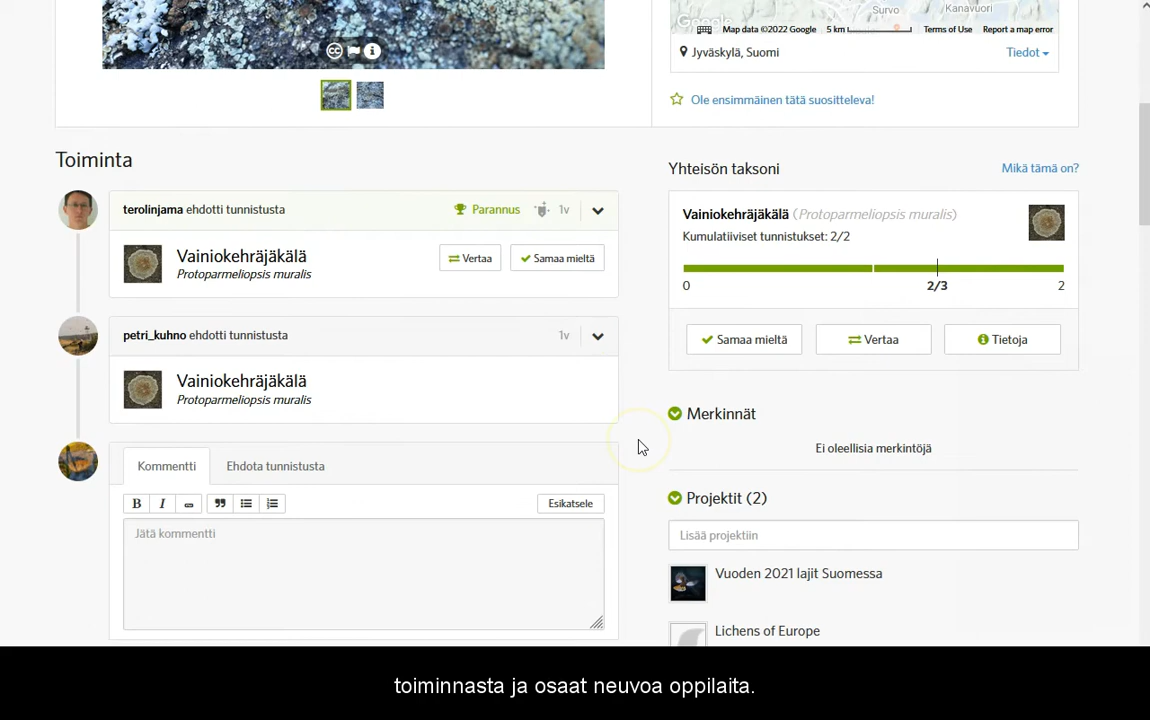 Survo
Kanavuori
Google
Map data ©2022 Google
5 km
Terms of Use
Report a map error
Jyväskylä, Suomi
Tiedot
Ole ensimmäinen tätä suositteleva!
Toiminta
terolinjama ehdotti tunnistusta
Parannus
1v
Vainiokehräjäkälä
Protoparmeliopsis muralis
Vertaa
Samaa mieltä
petri_kuhno ehdotti tunnistusta
1v
Vainiokehräjäkälä
Protoparmeliopsis muralis
Kommentti
Ehdota tunnistusta
B I
Esikatsele
Jätä kommentti
Yhteisön taksoni
Mikä tämä on?
Vainiokehräjäkälä (Protoparmeliopsis muralis)
Kumulatiiviset tunnistukset: 2/2
0
2/3
2
Samaa mieltä
Vertaa
Tietoja
Merkinnät
Ei oleellisia merkintöjä
Projektit (2)
Lisää projektiin
Vuoden 2021 lajit Suomessa
Lichens of Europe
toiminnasta ja osaat neuvoa oppilaita.